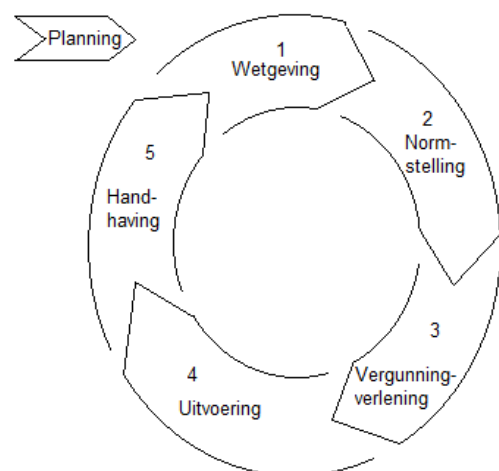 Planning
1
Wetgeving
2
Norm-
stelling
3
Vergunning-
verlening
4
Uitvoering
5
Hand-
having